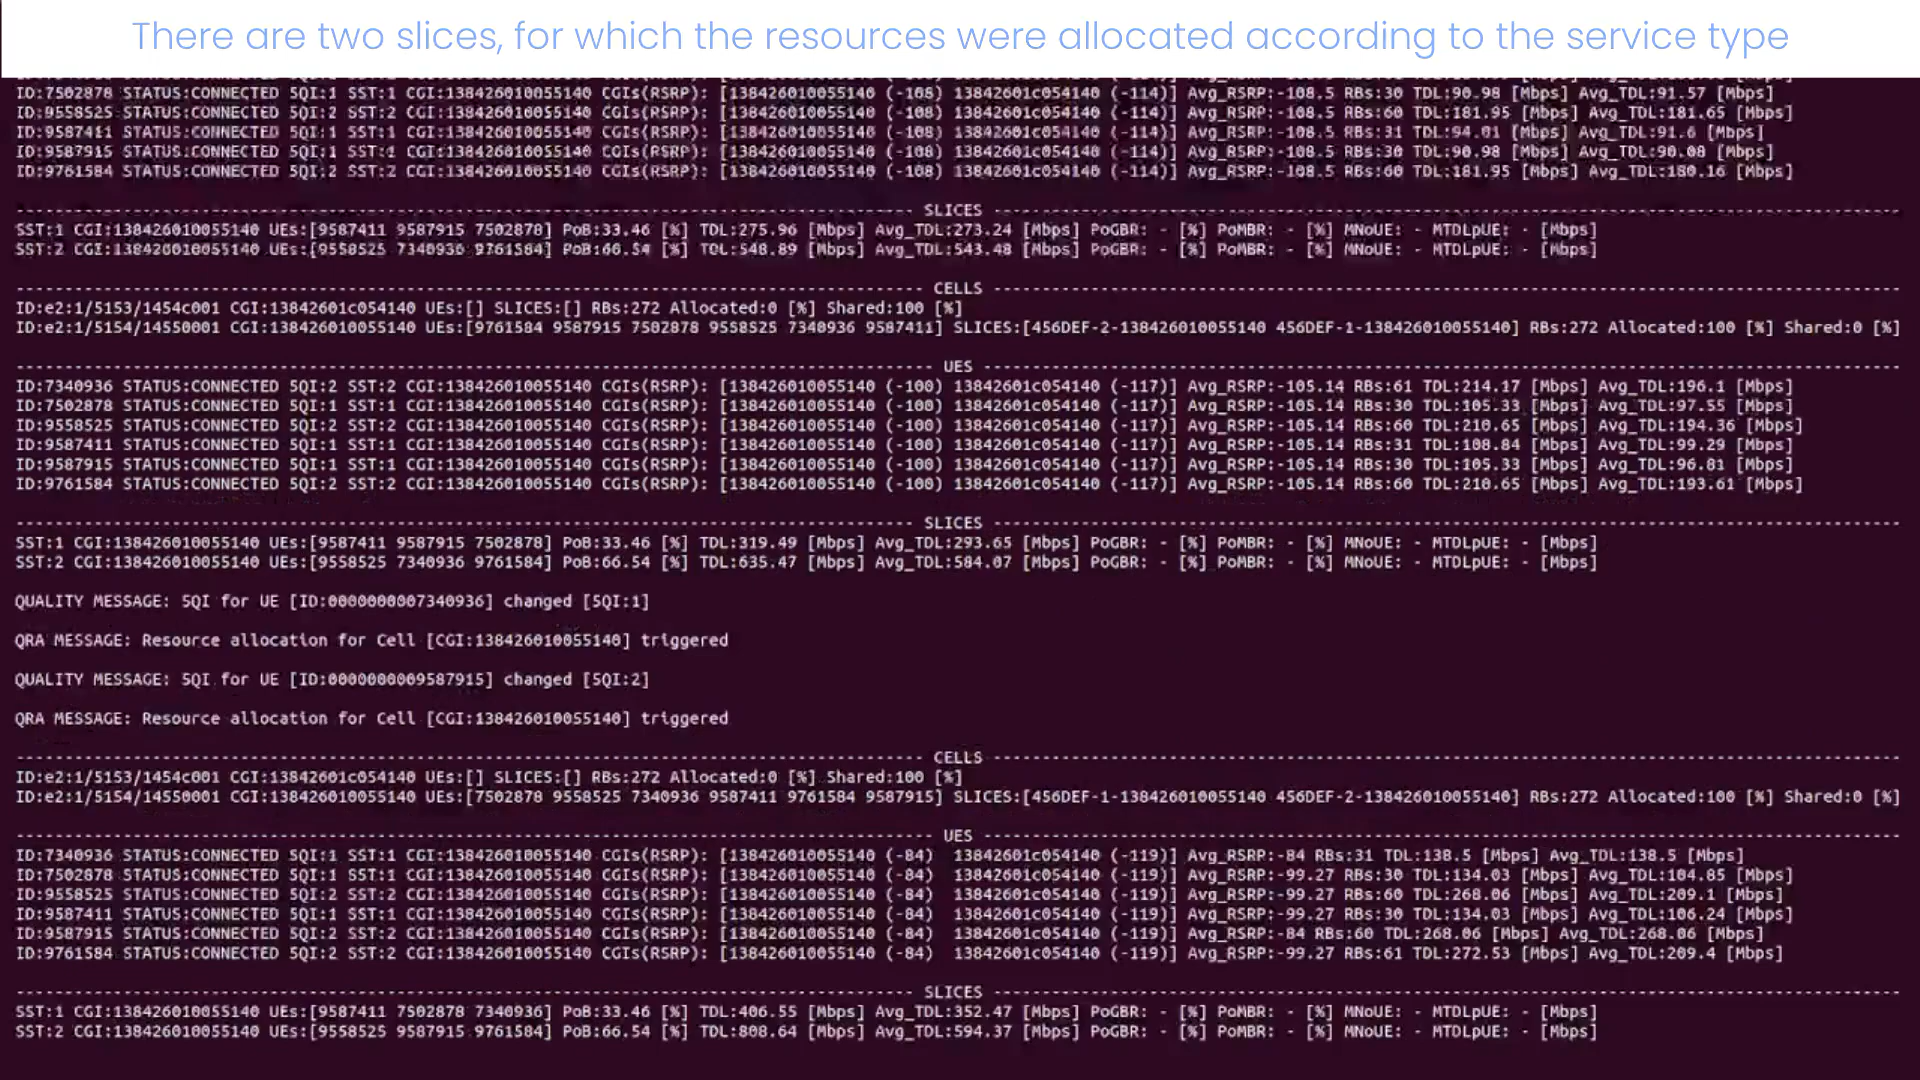 There are two slices, for which the resources were allocated according to the service type
ID:7502878 STATUS:CONNECTED 5QI:1 SST:1 CGI:138426010055140 CGIs(RSRP): [138426010055140 (-108) 13842601c054140 (-114)] Avg_RSRP:-108.5 RBs:30 TDL:90.98 [Mbps] Avg_TDL:91.57 [Mbps]
ID:9558525 STATUS:CONNECTED 5QI:2 SST:2 CGI:138426010055140 CGIs(RSRP): [138426010055140 (-108) 13842601c054140 (-114)] Avg_RSRP:-108.5 RBs:60 TDL:181.95 [Mbps] Avg_TDL:181.65 [Mbps]
ID:9587411 STATUS:CONNECTED 5QI:1 SST:1 CGI:138426010055140 CGIs(RSRP): [138426010055140 (-108) 13842601c054140 (-114)] Avg_RSRP:-108.5 RBs:31 TDL:94.01 [Mbps] Avg_TDL:91.6 [Mbps]
ID:9587915 STATUS:CONNECTED 5QI:1 SST:1 CGI:138426010055140 CGIs(RSRP): [138426010055140 (-108) 13842601c054140 (-114)] Avg_RSRP:-108.5 RBs:30 TDL:90.98 [Mbps] Avg_TDL:90.08 [Mbps]
ID:9761584 STATUS:CONNECTED 5QI:2 SST:2 CGI:138426010055140 CGIs(RSRP): [138426010055140 (-108) 13842601c054140 (-114)] Avg_RSRP:-108.5 RBs:60 TDL:181.95 [Mbps] Avg_TDL:180.16 [Mbps]
SLICES
SST:1 CGI:138426010055140 UEs:[9587411 9587915 7502878] PoB:33.46 [%] TDL:275.96 [Mbps] Avg_TDL:273.24 [Mbps] PoGBR: - [%] PoMBR: - [%] MNoUE: - MTDLpUE: - [Mbps]
SST:2 CGI:138426010055140 UEs:[9558525 7340936 9761584] PoB:66.54 [%] TDL:548.89 [Mbps] Avg_TDL:543.48 [Mbps] PoGBR: - [%] PoMBR: - [%] MNoUE: - MTDLpUE: - [Mbps]
CELLS
ID:e2:1/5153/1454c001 CGI:13842601c054140 UEs:[] SLICES:[] RBs:272 Allocated:0 [%] Shared:100 [%]
ID:e2:1/5154/14550001 CGI:138426010055140 UEs:[9761584 9587915 7502878 9558525 7340936 9587411] SLICES:[456DEF-2-138426010055140 456DEF-1-138426010055140] RBs:272 Allocated:100 [%] Shared:0 [%]
UES
ID:7340936 STATUS:CONNECTED 5QI:2 SST:2 CGI:138426010055140 CGIs(RSRP): [138426010055140 (-100) 13842601c054140 (-117)] Avg_RSRP:-105.14 RBs:61 TDL:214.17 [Mbps] Avg_TDL:196.1 [Mbps]
ID:7502878 STATUS:CONNECTED 5QI:1 SST:1 CGI:138426010055140 CGIs(RSRP): [138426010055140 (-100) 13842601c054140 (-117)] Avg_RSRP:-105.14 RBs:30 TDL:105.33 [Mbps] Avg_TDL:97.55 [Mbps]
ID:9558525 STATUS:CONNECTED 5QI:2 SST:2 CGI:138426010055140 CGIs(RSRP): [138426010055140 (-100) 13842601c054140 (-117)] Avg_RSRP:-105.14 RBs:60 TDL:210.65 [Mbps] Avg_TDL:194.36 [Mbps]
ID:9587411 STATUS:CONNECTED 5QI:1 SST:1 CGI:138426010055140 CGIs(RSRP): [138426010055140 (-100) 13842601c054140 (-117)] Avg_RSRP:-105.14 RBs:31 TDL:108.84 [Mbps] Avg_TDL:99.29 [Mbps]
ID:9587915 STATUS:CONNECTED 5QI:1 SST:1 CGI:138426010055140 CGIs(RSRP): [138426010055140 (-100) 13842601c054140 (-117)] Avg_RSRP:-105.14 RBs:30 TDL:105.33 [Mbps] Avg_TDL:96.81 [Mbps]
ID:9761584 STATUS:CONNECTED 5QI:2 SST:2 CGI:138426010055140 CGIs(RSRP): [138426010055140 (-100) 13842601c054140 (-117)] Avg_RSRP:-105.14 RBs:60 TDL:210.65 [Mbps] Avg_TDL:193.61 [Mbps]
SLICES
SST:1 CGI:138426010055140 UEs:[9587411 9587915 7502878] PoB:33.46 [%] TDL:319.49 [Mbps] Avg_TDL:293.65 [Mbps] PoGBR: - [%] PoMBR: - [%] MNoUE: - MTDLpUE: - [Mbps]
SST:2 CGI:138426010055140 UEs:[9558525 7340936 9761584] PoB:66.54 [%] TDL:635.47 [Mbps] Avg_TDL:584.07 [Mbps] PoGBR: - [%] PoMBR: - [%] MNoUE: - MTDLpUE: - [Mbps]
QUALITY MESSAGE: 5QI for UE [ID:0000000007340936] changed [5QI:1]
QRA MESSAGE: Resource allocation for Cell [CGI:138426010055140] triggered
QUALITY MESSAGE: 5QI for UE [ID:0000000009587915] changed [5QI:2]
QRA MESSAGE: Resource allocation for Cell [CGI:138426010055140] triggered
CELLS
ID:e2:1/5153/1454c001 CGI:13842601c054140 UEs:[] SLICES:[] RBs:272 Allocated:0 [%] Shared:100 [%]
ID:e2:1/5154/14550001 CGI:138426010055140 UEs:[7502878 9558525 7340936 9587411 9761584 9587915] SLICES:[456DEF-1-138426010055140 456DEF-2-138426010055140] RBs:272 Allocated:100 [%] Shared:0 [%]
UES
ID:7340936 STATUS:CONNECTED 5QI:1 SST:1 CGI:138426010055140 CGIs(RSRP): [138426010055140 (-84) 13842601c054140 (-119)] Avg_RSRP:-84 RBs:31 TDL:138.5 [Mbps] Avg_TDL:138.5 [Mbps]
ID:7502878 STATUS:CONNECTED 5QI:1 SST:1 CGI:138426010055140 CGIs(RSRP): [138426010055140 (-84) 13842601c054140 (-119)] Avg_RSRP:-99.27 RBs:30 TDL:134.03 [Mbps] Avg_TDL:104.85 [Mbps]
ID:9558525 STATUS:CONNECTED 5QI:2 SST:2 CGI:138426010055140 CGIs(RSRP): [138426010055140 (-84) 13842601c054140 (-119)] Avg_RSRP:-99.27 RBs:60 TDL:268.06 [Mbps] Avg_TDL:209.1 [Mbps]
ID:9587411 STATUS:CONNECTED 5QI:1 SST:1 CGI:138426010055140 CGIs(RSRP): [138426010055140 (-84) 13842601c054140 (-119)] Avg_RSRP:-99.27 RBs:30 TDL:134.03 [Mbps] Avg_TDL:106.24 [Mbps]
ID:9587915 STATUS:CONNECTED 5QI:2 SST:2 CGI:138426010055140 CGIs(RSRP): [138426010055140 (-84) 13842601c054140 (-119)] Avg_RSRP:-84 RBs:60 TDL:268.06 [Mbps] Avg_TDL:268.06 [Mbps]
ID:9761584 STATUS:CONNECTED 5QI:2 SST:2 CGI:138426010055140 CGIs(RSRP): [138426010055140 (-84) 13842601c054140 (-119)] Avg_RSRP:-99.27 RBs:61 TDL:272.53 [Mbps] Avg_TDL:209.4 [Mbps]
SLICES
SST:1 CGI:138426010055140 UEs:[9587411 7502878 7340936] PoB:33.46 [%] TDL:406.55 [Mbps] Avg_TDL:352.47 [Mbps] PoGBR: - [%] PoMBR: - [%] MNoUE: - MTDLpUE: - [Mbps]
SST:2 CGI:138426010055140 UEs:[9558525 9587915 9761584] PoB:66.54 [%] TDL:808.64 [Mbps] Avg_TDL:594.37 [Mbps] PoGBR: - [%] PoMBR: - [%] MNoUE: - MTDLpUE: - [Mbps]